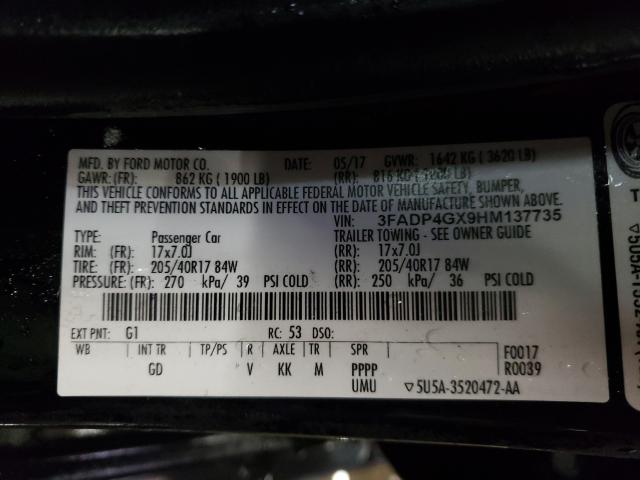 MFD. BY FORD MOTOR CO. DATE: 05/17 GVWR: 1642 KG ( 3620 LB)
GAWR: (FR): 862 KG ( 1900 LB) (RR): 816 KG ( 1800 LB)
THIS VEHICLE CONFORMS TO ALL APPLICABLE FEDERAL MOTOR VEHICLE SAFETY, BUMPER,
AND THEFT PREVENTION STANDARDS IN EFFECT ON THE DATE OF MANUFACTURE SHOWN ABOVE.
VIN: 3FADP4GX9HM137735
TYPE: Passenger Car TRAILER TOWING - SEE OWNER GUIDE
RIM: (FR): 17x7.0J (RR): 17x7.0J
TIRE: (FR): 205/40R17 84W (RR): 205/40R17 84W
PRESSURE: (FR): 270 kPa/ 39 PSI COLD (RR): 250 kPa/ 36 PSI COLD
EXT PNT: G1 RC: 53 DSO:
WB INT TR TP/PS R AXLE TR SPR F0017
GD V KK M PPPP R0039
UMU ▽5U5A-3520472-AA